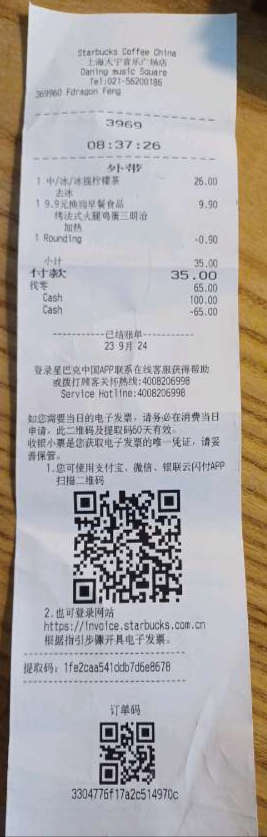 Starbucks Coffee China
上海大宁音乐广场店
Daning music Square
Tel:021-56200186
369960 Fdragon Feng
3969
08:37:26
外带
1 中/冰/冰摇柠檬茶 26.00
去冰
1 9.9元换购早餐食品 9.90
烤法式火腿鸡蛋三明治
加热
1 Rounding -0.90
小计 35.00
付款 35.00
找零 65.00
Cash 100.00
Cash -65.00
已结账单
23 9月 24
登录星巴克中国APP联系在线客服获得帮助
或拨打顾客关怀热线:4008206998
Service Hotline:4008206998
如您需要当日的电子发票，请务必在消费当日
申请，此二维码及提取码60天有效。
收银小票是您获取电子发票的唯一凭证，请妥
善保管。
1.您可使用支付宝、微信、银联云闪付APP
扫描二维码
2.也可登录网站
https://invoice.starbucks.com.cn
根据指引步骤开具电子发票。
提取码：1fe2caa541ddb7d6e8678
订单码
3304776f17a2c514970c